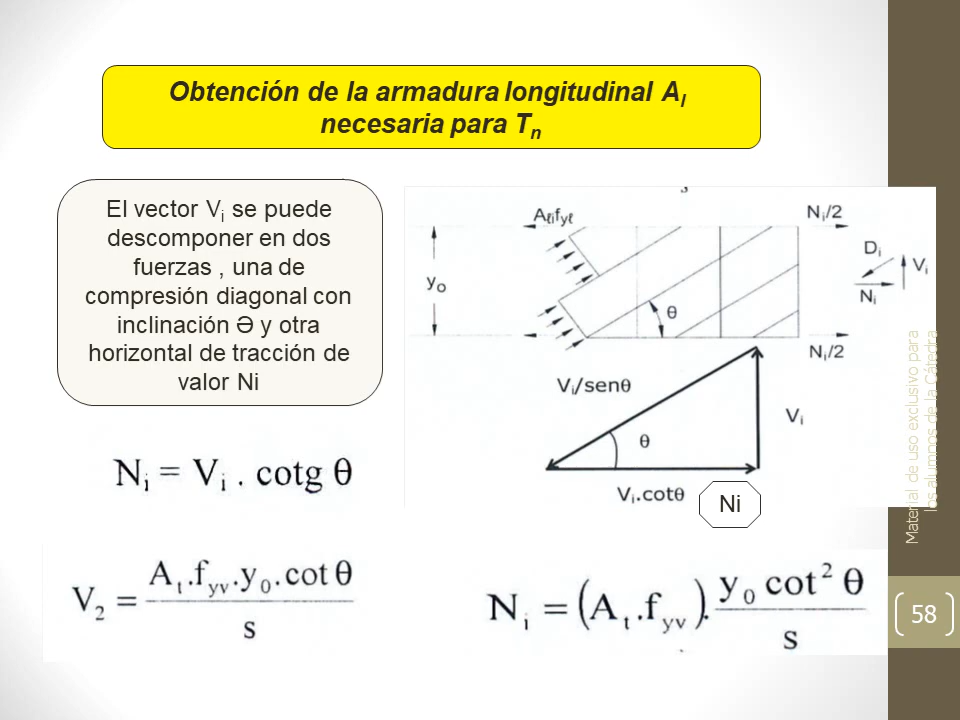 Obtención de la armadura longitudinal Al
necesaria para Tn
El vector Vi se puede
descomponer en dos
fuerzas , una de
compresión diagonal con
inclinación Ə y otra
horizontal de tracción de
valor Ni
Aℓifyℓ
Ni/2
Di
Vi
Ni
yo
θ
Ni/2
Vi/senθ
Vi
θ
Vi.cotθ
Ni
Ni = Vi . cotg θ
V2 = At.fyv.y0.cot θ / s
Ni = (At.fyv). y0 cot² θ / s
Material de uso exclusivo para
los alumnos de la Cátedra
58